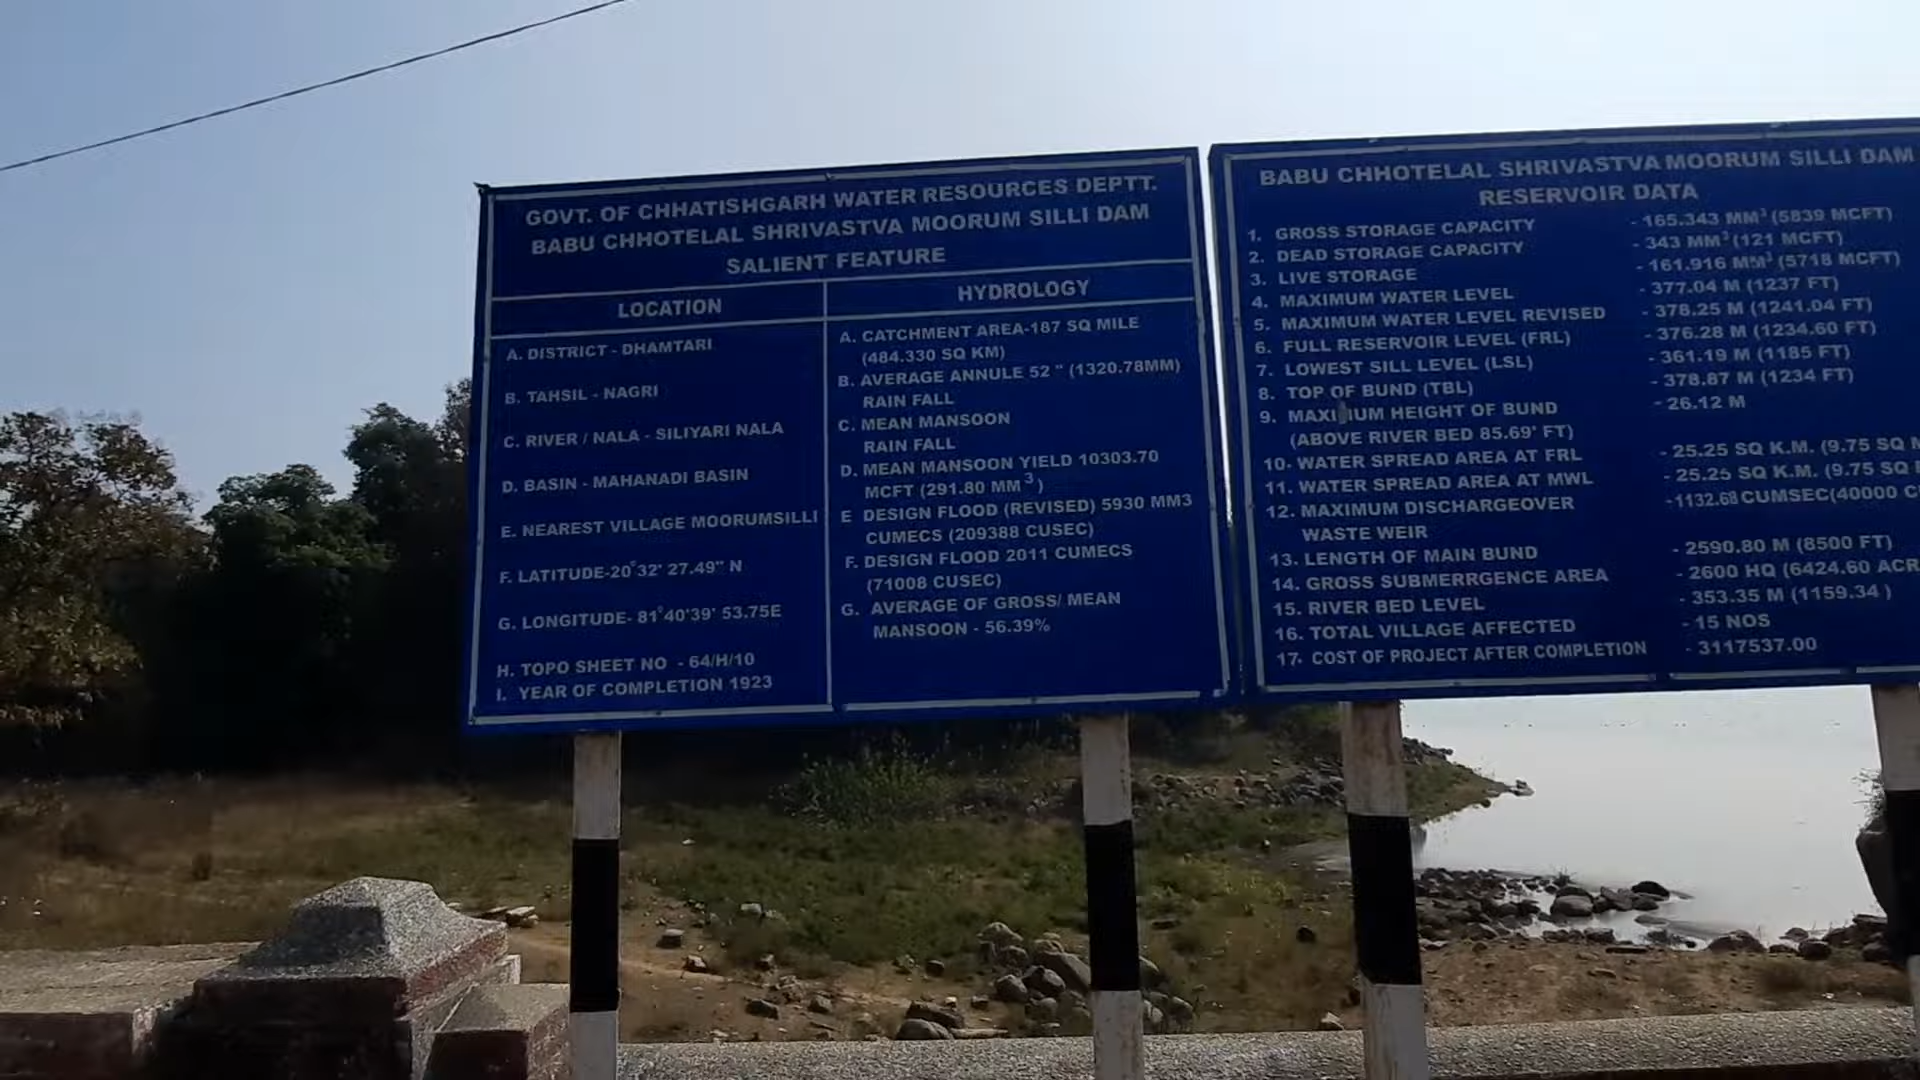 GOVT. OF CHHATISHGARH WATER RESOURCES DEPTT.
BABU CHHOTELAL SHRIVASTVA MOORUM SILLI DAM
SALIENT FEATURE
LOCATION
A. DISTRICT - DHAMTARI
B. TAHSIL - NAGRI
C. RIVER / NALA - SILIYARI NALA
D. BASIN - MAHANADI BASIN
E. NEAREST VILLAGE MOORUMSILLI
F. LATITUDE-20°32' 27.49" N
G. LONGITUDE- 81°40'39' 53.75E
H. TOPO SHEET NO - 64/H/10
I. YEAR OF COMPLETION 1923
HYDROLOGY
A. CATCHMENT AREA-187 SQ MILE
(484.330 SQ KM)
B. AVERAGE ANNULE 52 " (1320.78MM)
RAIN FALL
C. MEAN MANSOON
RAIN FALL
D. MEAN MANSOON YIELD 10303.70
MCFT (291.80 MM³)
E DESIGN FLOOD (REVISED) 5930 MM3
CUMECS (209388 CUSEC)
F. DESIGN FLOOD 2011 CUMECS
(71008 CUSEC)
G. AVERAGE OF GROSS/ MEAN
MANSOON - 56.39%
BABU CHHOTELAL SHRIVASTVA MOORUM SILLI DAM
RESERVOIR DATA
1. GROSS STORAGE CAPACITY - 165.343 MM³ (5839 MCFT)
2. DEAD STORAGE CAPACITY - 343 MM³ (121 MCFT)
3. LIVE STORAGE - 161.916 MM³ (5718 MCFT)
4. MAXIMUM WATER LEVEL - 377.04 M (1237 FT)
5. MAXIMUM WATER LEVEL REVISED - 378.25 M (1241.04 FT)
6. FULL RESERVOIR LEVEL (FRL) - 376.28 M (1234.60 FT)
7. LOWEST SILL LEVEL (LSL) - 361.19 M (1185 FT)
8. TOP OF BUND (TBL) - 378.87 M (1234 FT)
9. MAXIMUM HEIGHT OF BUND - 26.12 M
(ABOVE RIVER BED 85.69' FT)
10. WATER SPREAD AREA AT FRL - 25.25 SQ K.M. (9.75 SQ
11. WATER SPREAD AREA AT MWL - 25.25 SQ K.M. (9.75 SQ
12. MAXIMUM DISCHARGEOVER -1132.68 CUMSEC(40000
WASTE WEIR
13. LENGTH OF MAIN BUND - 2590.80 M (8500 FT)
14. GROSS SUBMERRGENCE AREA - 2600 HQ (6424.60 ACR
15. RIVER BED LEVEL - 353.35 M (1159.34 )
16. TOTAL VILLAGE AFFECTED - 15 NOS
17. COST OF PROJECT AFTER COMPLETION - 3117537.00